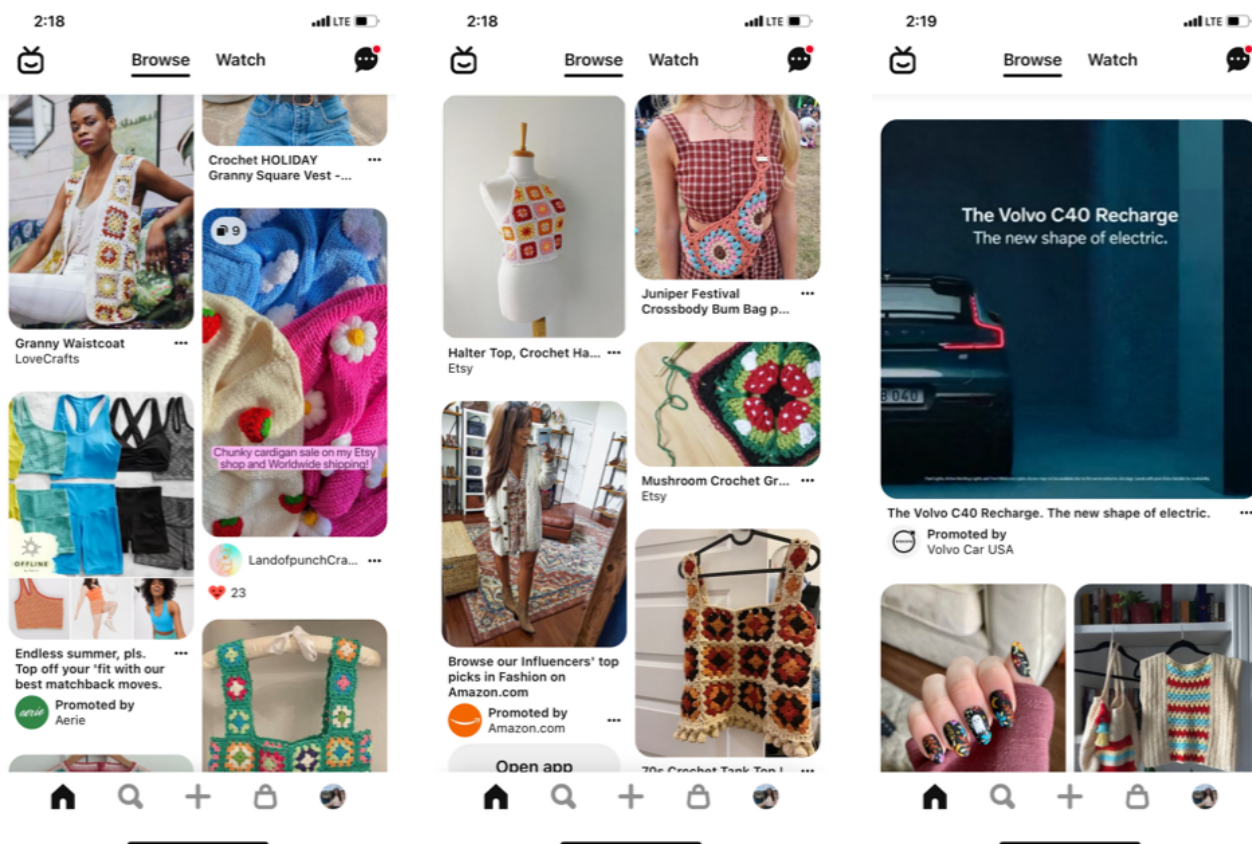 2:18
LTE
Browse
Watch
Crochet HOLIDAY
Granny Square Vest -...
9
Granny Waistcoat
LoveCrafts
Chunky cardigan sale on my Etsy
shop and Worldwide shipping!
OFFLINE
LandofpunchCra...
23
Endless summer, pls.
Top off your 'fit with our
best matchback moves.
aerie
Promoted by
Aerie
2:18
LTE
Browse
Watch
Halter Top, Crochet Ha...
Etsy
Juniper Festival
Crossbody Bum Bag p...
Mushroom Crochet Gr...
Etsy
Browse our Influencers' top
picks in Fashion on
Amazon.com
Promoted by
Amazon.com
Open app
70s Crochet Tank Top |
2:19
LTE
Browse
Watch
The Volvo C40 Recharge
The new shape of electric.
B 040
The Volvo C40 Recharge. The new shape of electric.
Promoted by
Volvo Car USA